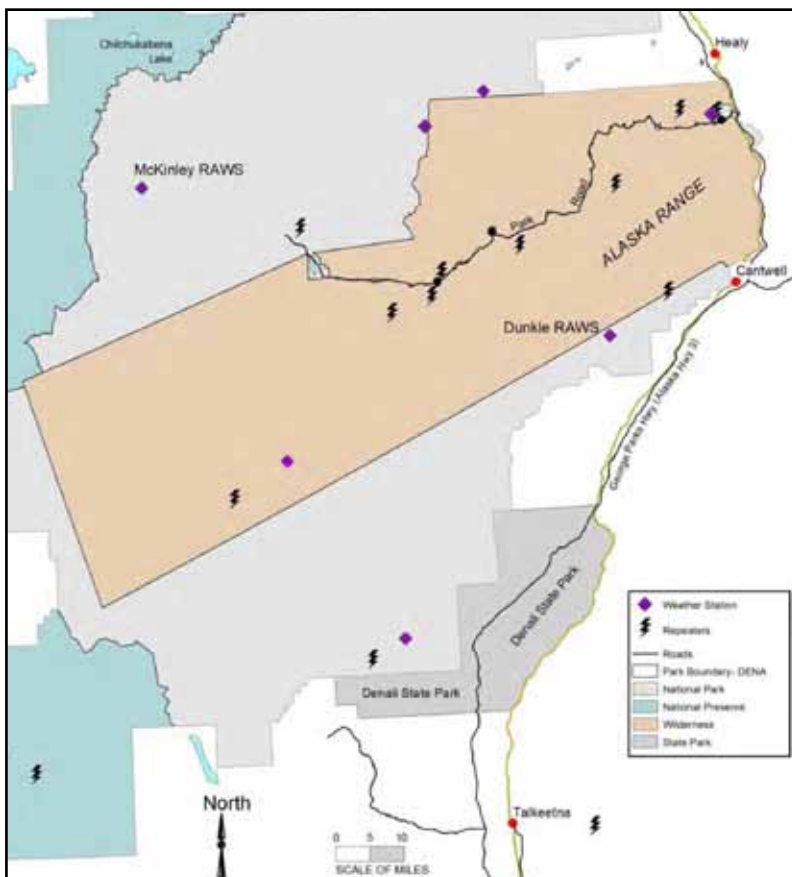 Chilchukabena
Lake
Healy
McKinley RAWS
Park
Road
ALASKA RANGE
Cantwell
Dunkle RAWS
George Parks Hwy (Alaska Hwy 3)
Denali State Park
Denali State Park
Weather Station
Repeaters
Roads
Park Boundary- DENA
National Park
National Preserve
Wilderness
State Park
North
Talkeetna
0 5 10
SCALE OF MILES